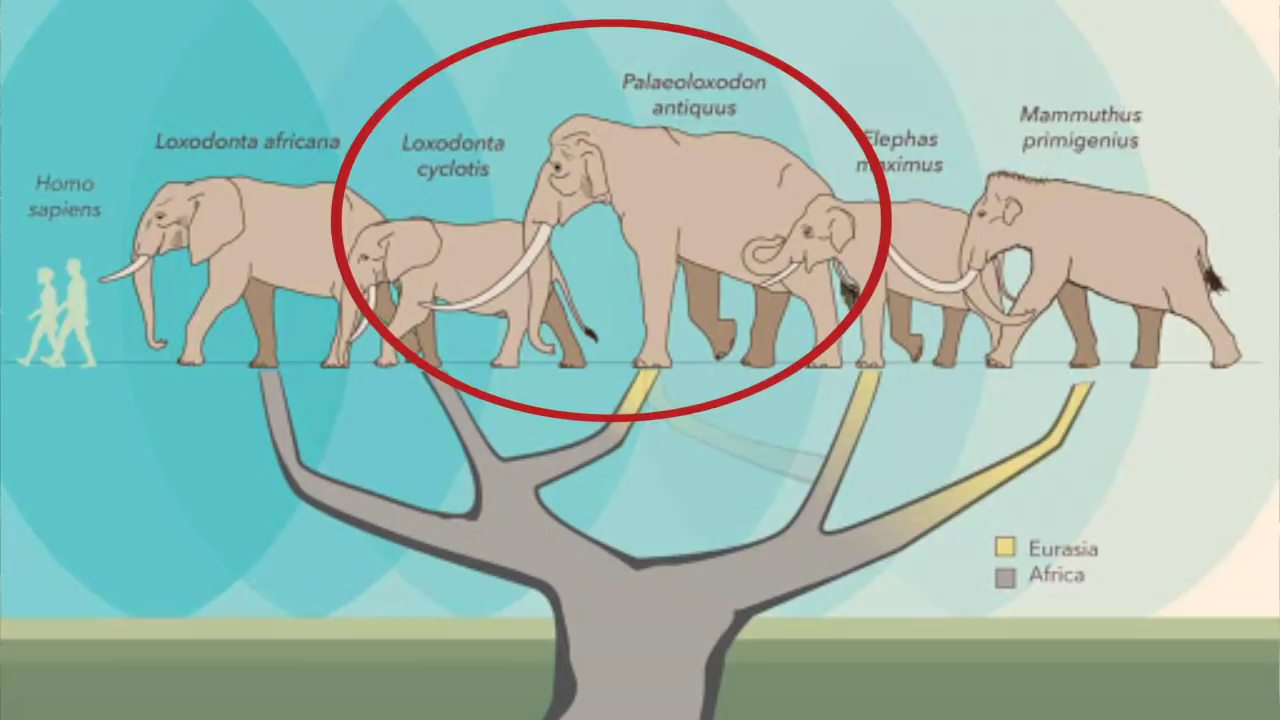 Palaeoloxodon
antiquus
Mammuthus
primigenius
Loxodonta africana
Loxodonta
cyclotis
Elephas
maximus
Homo
sapiens
Eurasia
Africa